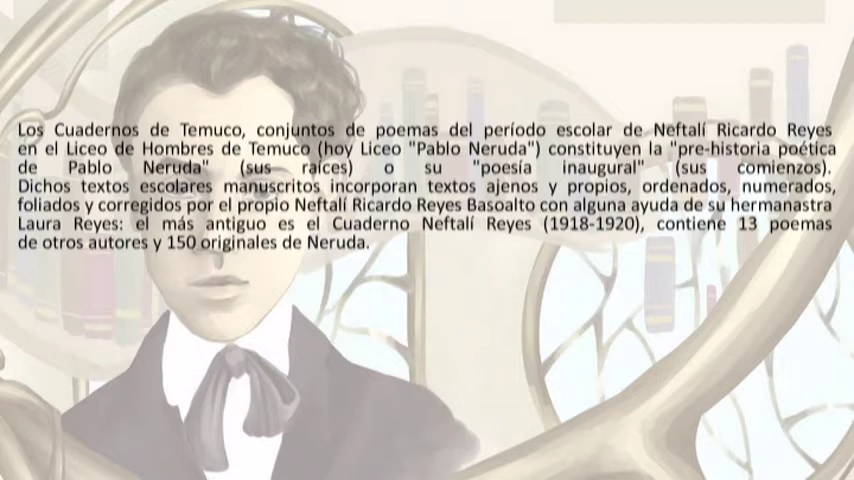 Los Cuadernos de Temuco, conjuntos de poemas del período escolar de Neftalí Ricardo Reyes
en el Liceo de Hombres de Temuco (hoy Liceo "Pablo Neruda") constituyen la "pre-historia poética
de Pablo Neruda" (sus raíces) o su "poesía inaugural" (sus comienzos).
Dichos textos escolares manuscritos incorporan textos ajenos y propios, ordenados, numerados,
foliados y corregidos por el propio Neftalí Ricardo Reyes Basoalto con alguna ayuda de su hermanastra
Laura Reyes: el más antiguo es el Cuaderno Neftalí Reyes (1918-1920), contiene 13 poemas
de otros autores y 150 originales de Neruda.